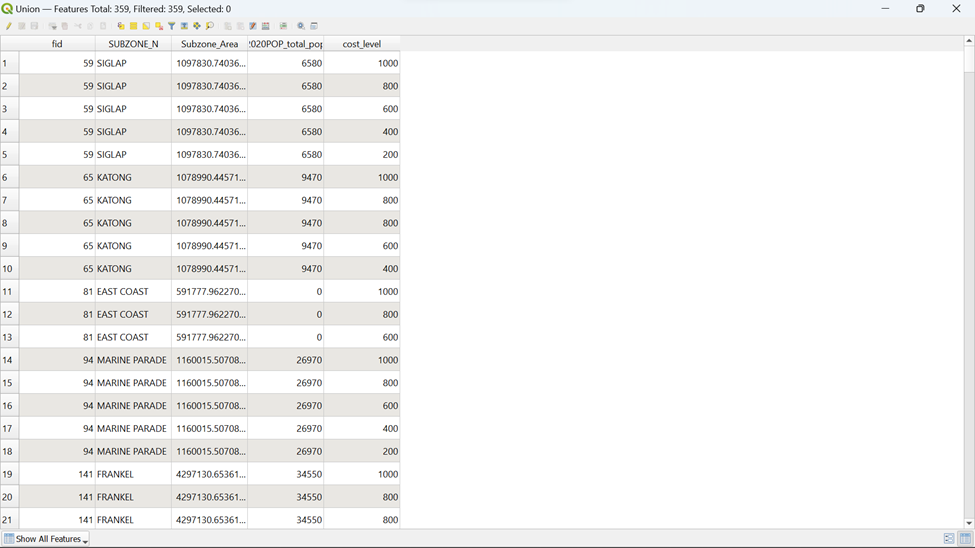 Union — Features Total: 359, Filtered: 359, Selected: 0
fid SUBZONE_N Subzone_Area 2020POP_total_pop cost_level
1 59 SIGLAP 1097830.74036... 6580 1000
2 59 SIGLAP 1097830.74036... 6580 800
3 59 SIGLAP 1097830.74036... 6580 600
4 59 SIGLAP 1097830.74036... 6580 400
5 59 SIGLAP 1097830.74036... 6580 200
6 65 KATONG 1078990.44571... 9470 1000
7 65 KATONG 1078990.44571... 9470 800
8 65 KATONG 1078990.44571... 9470 800
9 65 KATONG 1078990.44571... 9470 600
10 65 KATONG 1078990.44571... 9470 400
11 81 EAST COAST 591777.962270... 0 1000
12 81 EAST COAST 591777.962270... 0 800
13 81 EAST COAST 591777.962270... 0 600
14 94 MARINE PARADE 1160015.50708... 26970 1000
15 94 MARINE PARADE 1160015.50708... 26970 800
16 94 MARINE PARADE 1160015.50708... 26970 600
17 94 MARINE PARADE 1160015.50708... 26970 400
18 94 MARINE PARADE 1160015.50708... 26970 200
19 141 FRANKEL 4297130.65361... 34550 1000
20 141 FRANKEL 4297130.65361... 34550 800
21 141 FRANKEL 4297130.65361... 34550 800
Show All Features